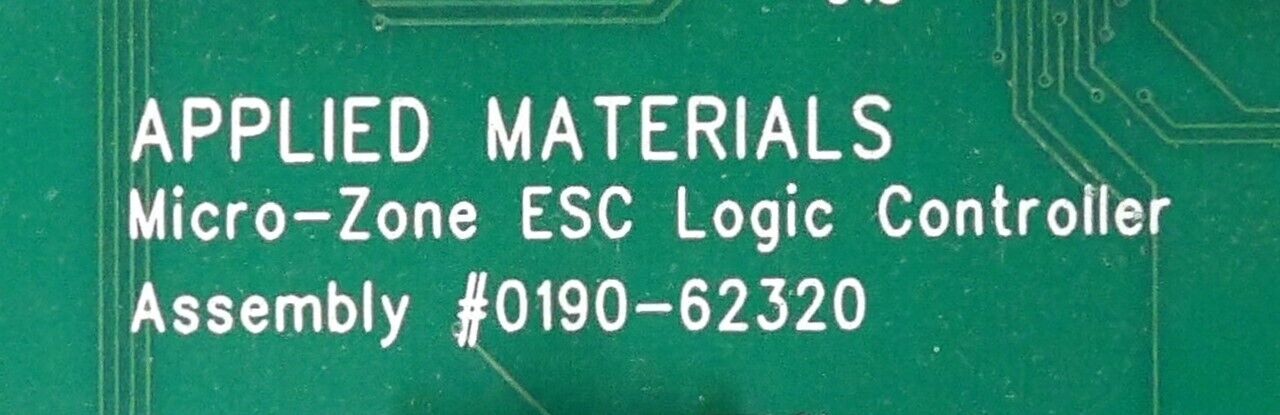 APPLIED MATERIALS
Micro-Zone ESC Logic Controller
Assembly #0190-62320